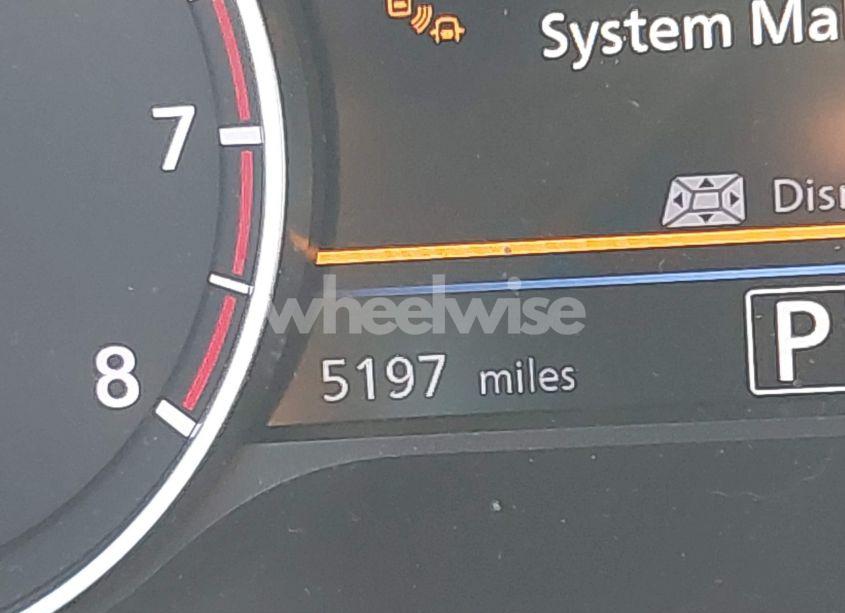 System Ma
7
Dis
wheelwise
P
5197 miles
8